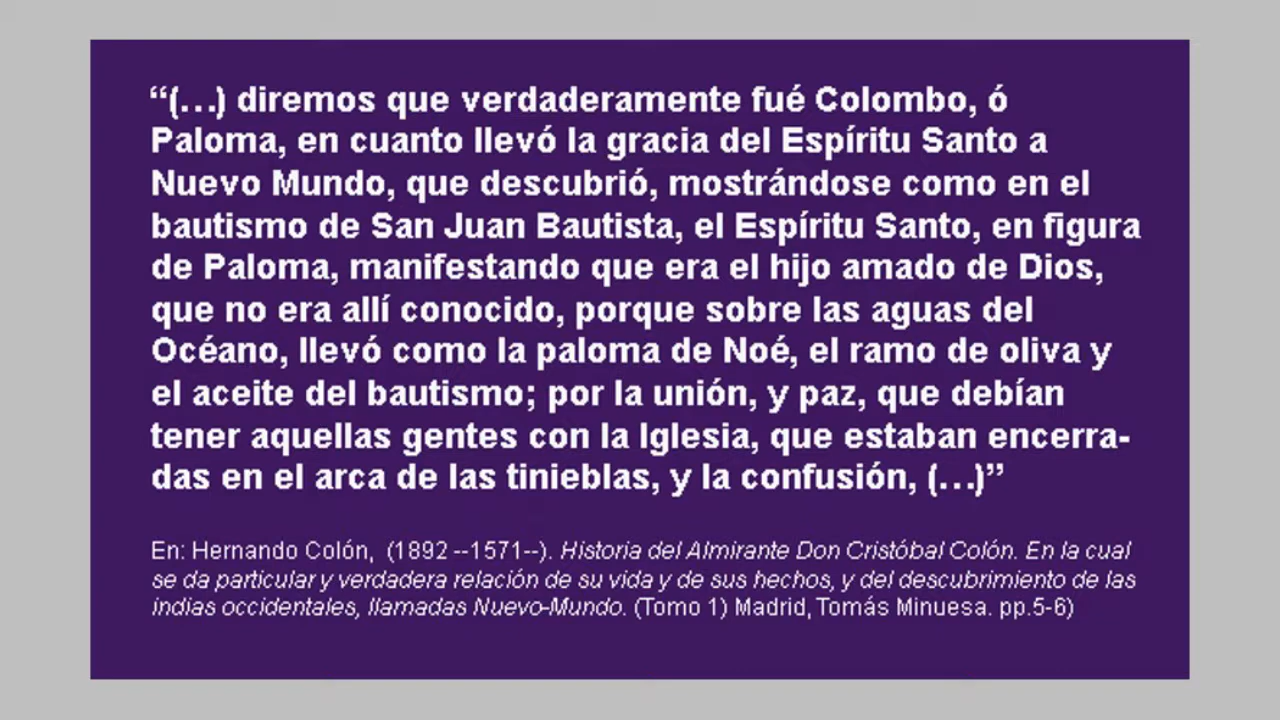 “(…) diremos que verdaderamente fué Colombo, ó
Paloma, en cuanto llevó la gracia del Espíritu Santo a
Nuevo Mundo, que descubrió, mostrándose como en el
bautismo de San Juan Bautista, el Espíritu Santo, en figura
de Paloma, manifestando que era el hijo amado de Dios,
que no era allí conocido, porque sobre las aguas del
Océano, llevó como la paloma de Noé, el ramo de oliva y
el aceite del bautismo; por la unión, y paz, que debían
tener aquellas gentes con la Iglesia, que estaban encerra-
das en el arca de las tinieblas, y la confusión, (…)”
En: Hernando Colón, (1892 --1571--). Historia del Almirante Don Cristóbal Colón. En la cual
se da particular y verdadera relación de su vida y de sus hechos, y del descubrimiento de las
indias occidentales, llamadas Nuevo-Mundo. (Tomo 1) Madrid, Tomás Minuesa. pp.5-6)